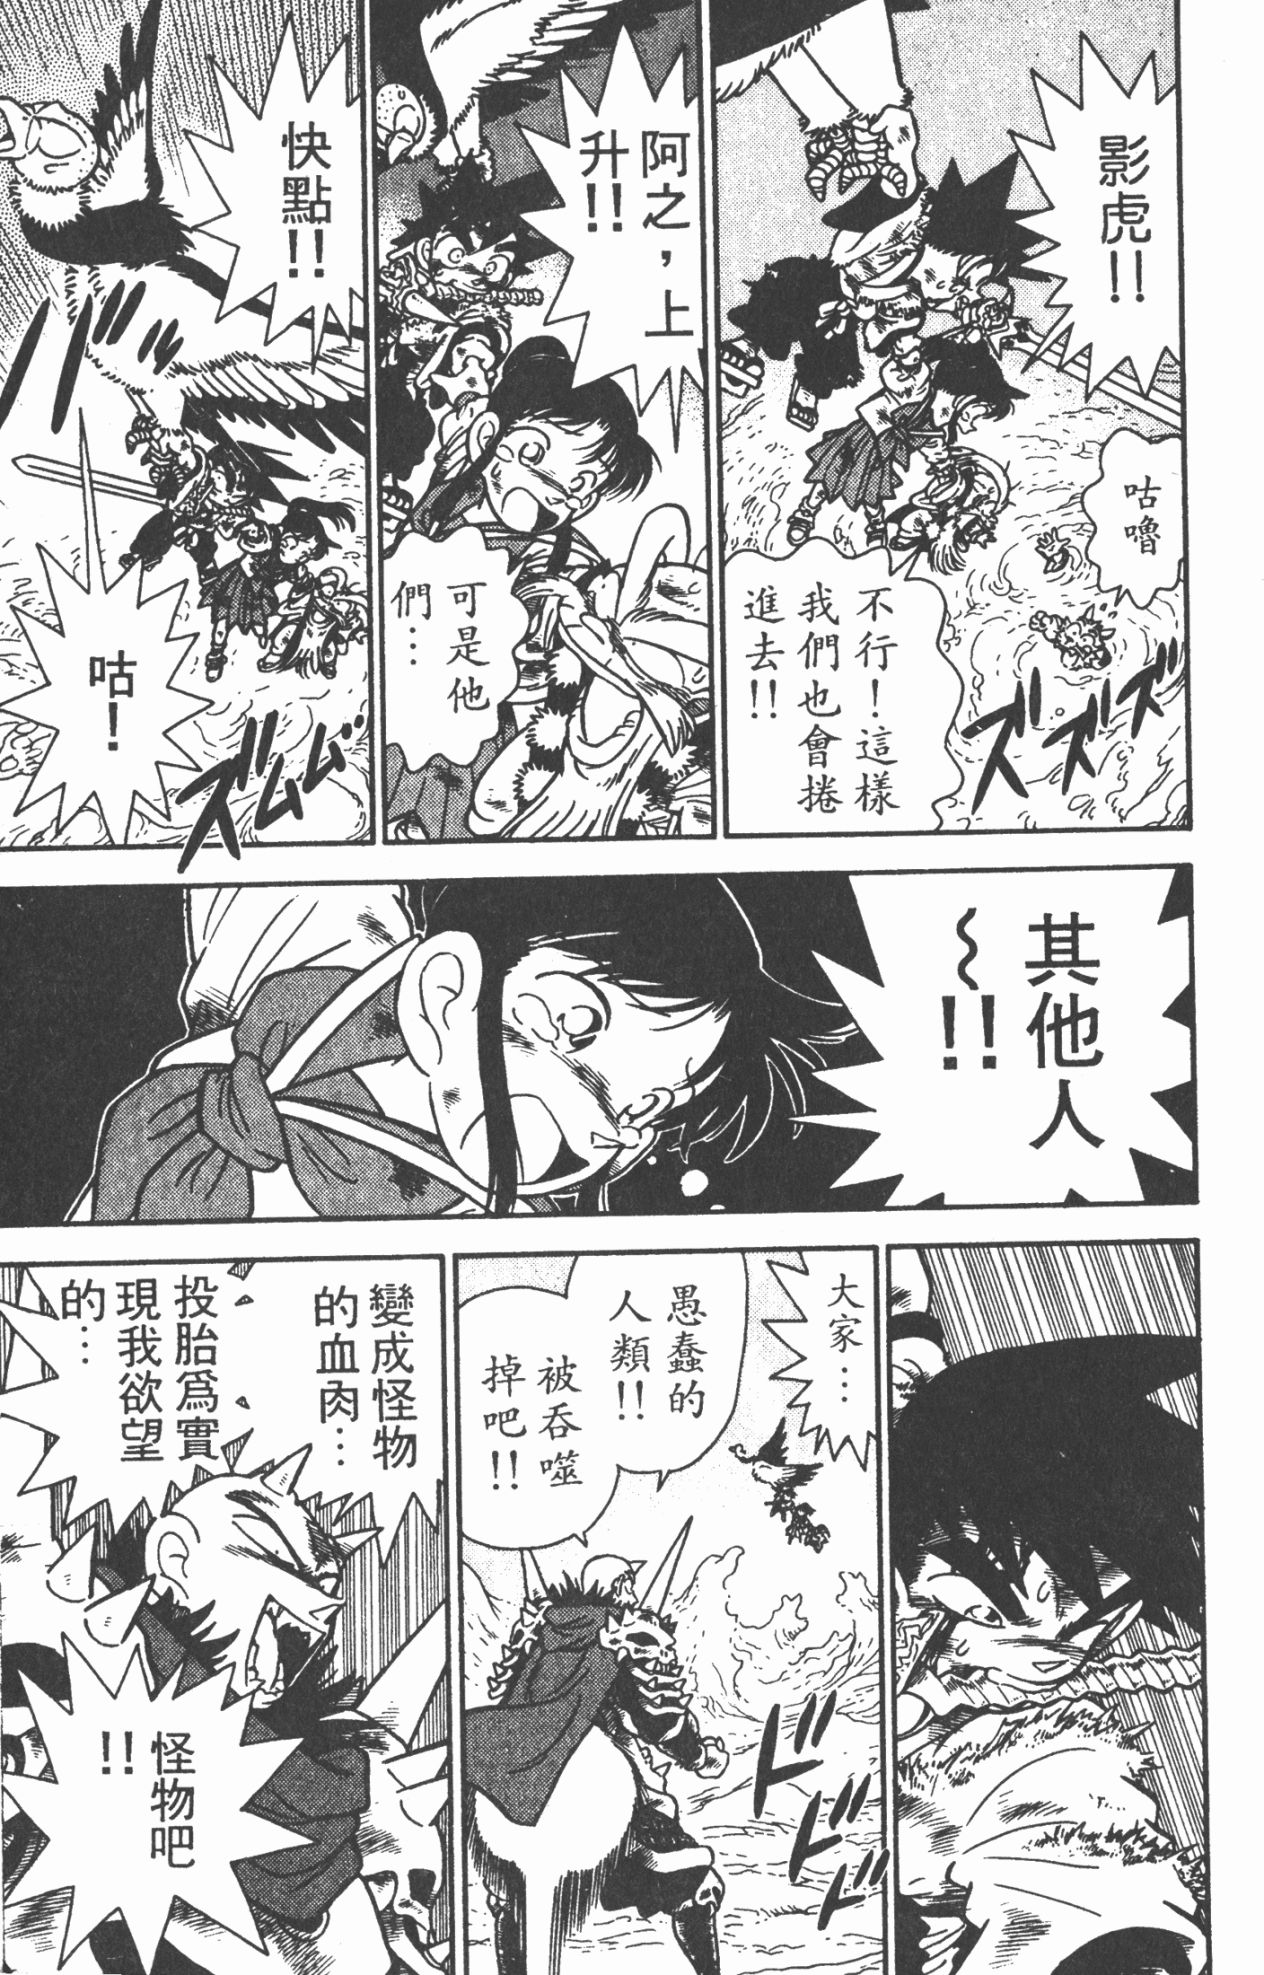 影虎!!
咕嚕
不行！這樣
我們也會捲
進去!!
ズズズ
阿之，上
升!!
可是他
們…
快點!!
咕！
ズムム
其他人
～!!
大家…
愚蠢的
人類!!
被吞噬
掉吧!!
ドドド
變成怪物
的血肉…
投胎爲實
現我欲望
的…
怪物吧
!!